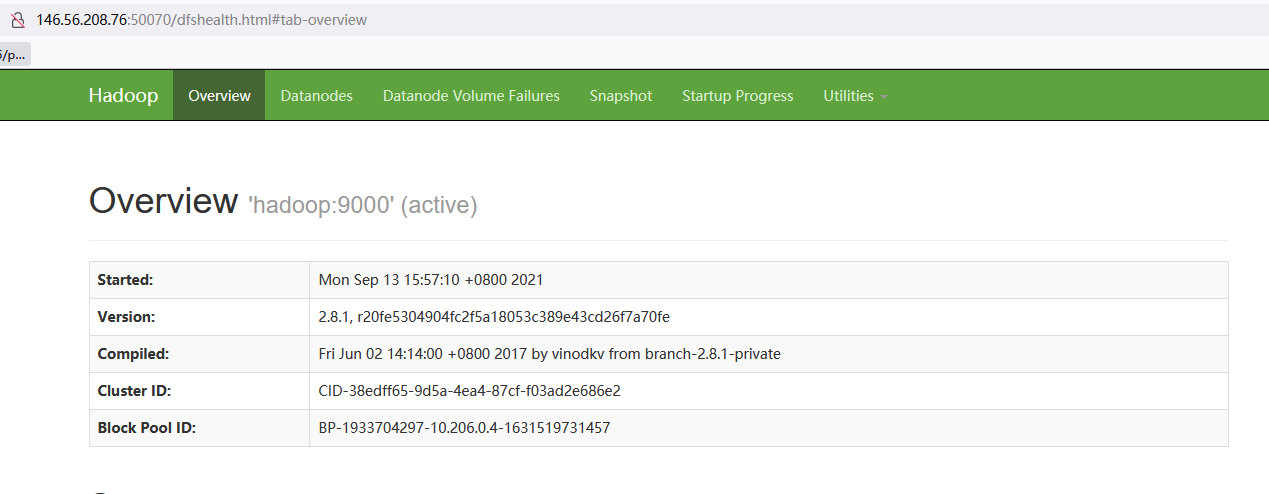 146.56.208.76:50070/dfshealth.html#tab-overview
5/p...
Hadoop Overview Datanodes Datanode Volume Failures Snapshot Startup Progress Utilities
Overview 'hadoop:9000' (active)
Started: Mon Sep 13 15:57:10 +0800 2021
Version: 2.8.1, r20fe5304904fc2f5a18053c389e43cd26f7a70fe
Compiled: Fri Jun 02 14:14:00 +0800 2017 by vinodkv from branch-2.8.1-private
Cluster ID: CID-38edff65-9d5a-4ea4-87cf-f03ad2e686e2
Block Pool ID: BP-1933704297-10.206.0.4-1631519731457